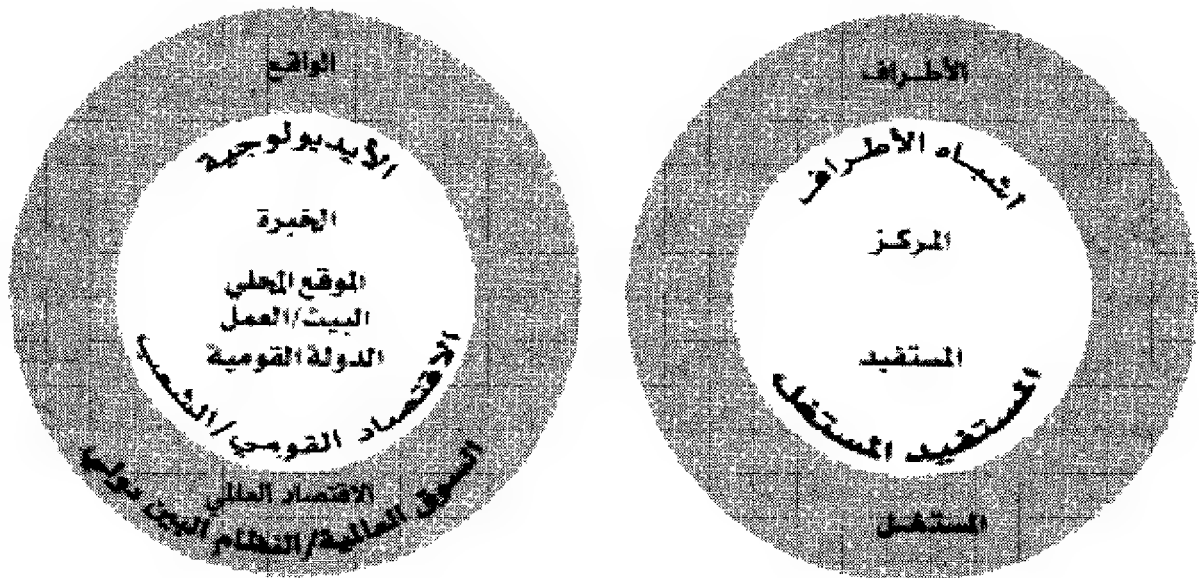 الأطراف
أشباه الأطراف
المركز
المستفيد
المستفيد المستغل
المستغل
الواقع
الأيديولوجية
الخبرة
الموقع المحلي
البيت/العمل
الدولة القومية
الاقتصاد القومي/الشعب
الاقتصاد العالمي
السوق العالمية/النظام البين دولي